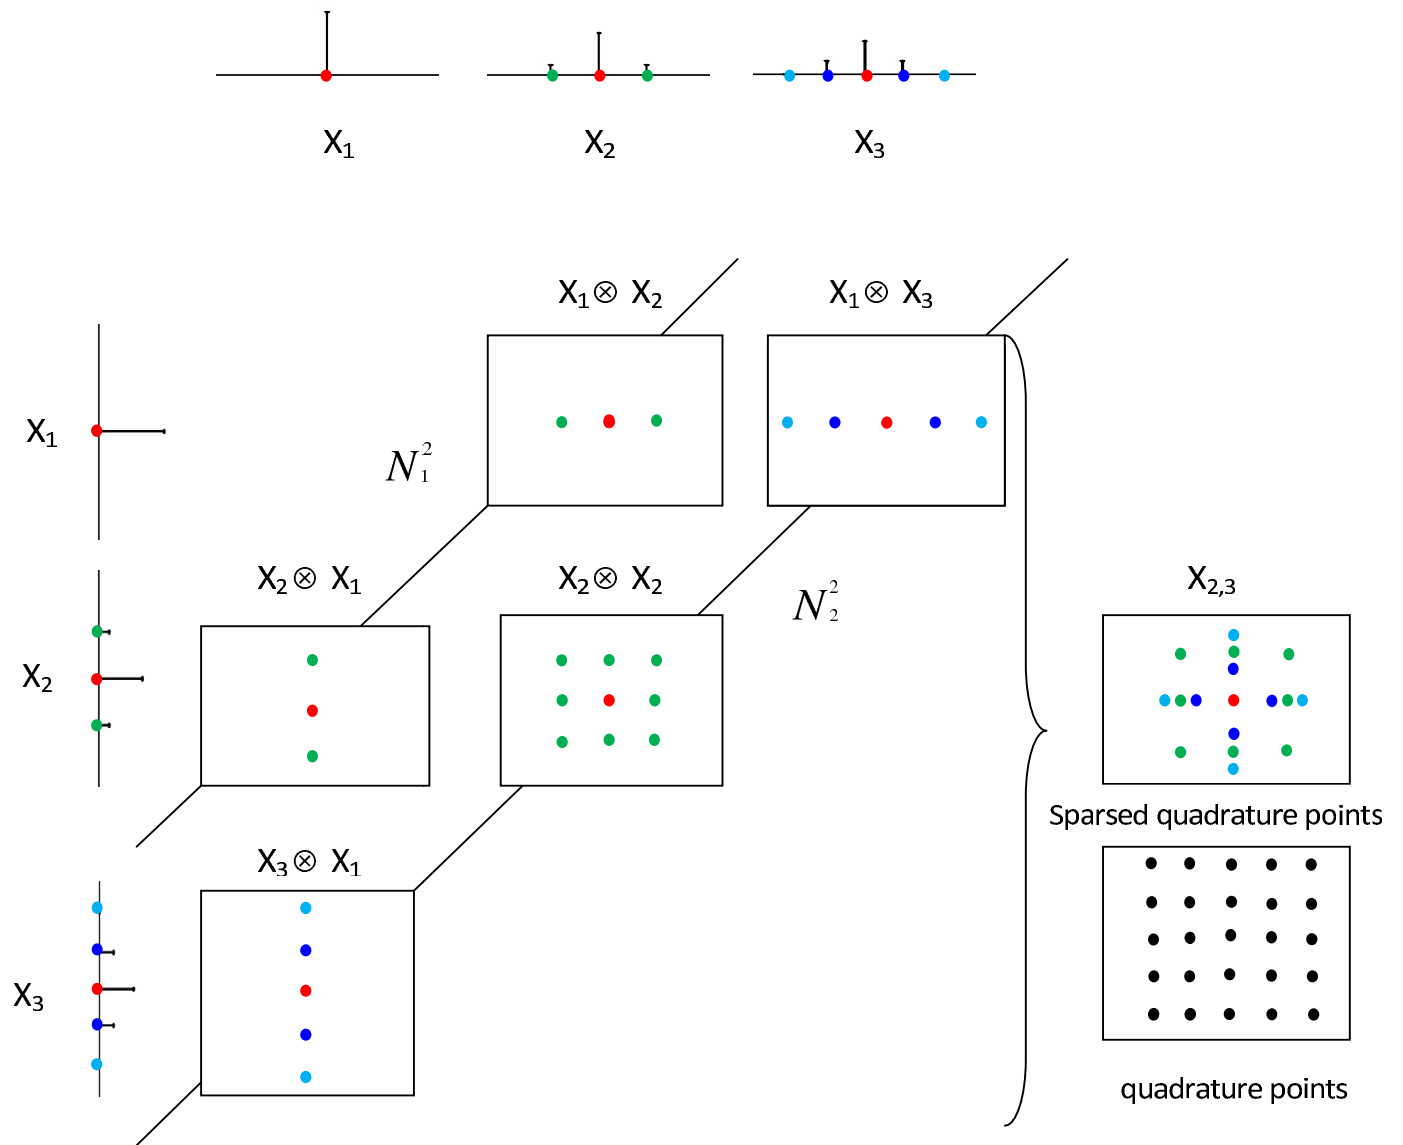 X₁ X₂ X₃
X₁⊗ X₂ X₁⊗ X₃
X₁
N₁²
X₂⊗ X₁ X₂⊗ X₂
N₂²
X₂,₃
X₂
Sparsed quadrature points
X₃⊗ X₁
X₃
quadrature points